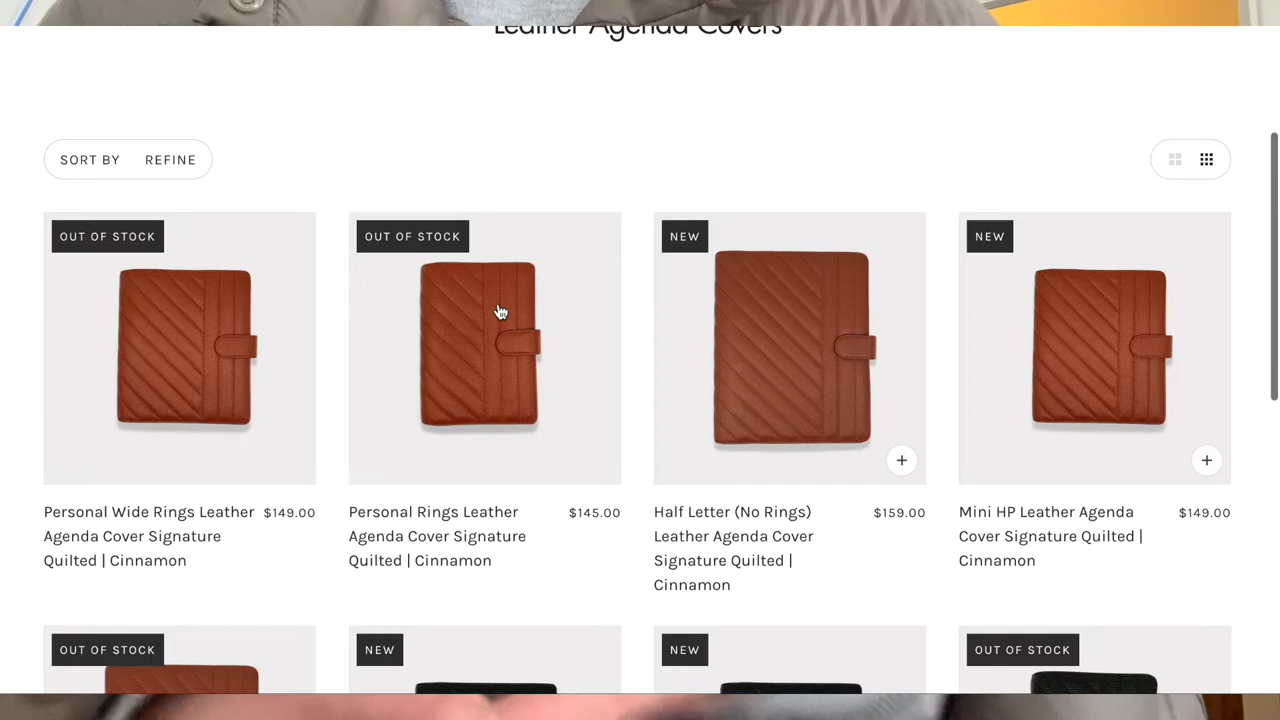 Leather Agenda Covers
SORT BY REFINE
OUT OF STOCK
OUT OF STOCK
NEW
NEW
Personal Wide Rings Leather
Agenda Cover Signature
Quilted | Cinnamon
$149.00
Personal Rings Leather
Agenda Cover Signature
Quilted | Cinnamon
$145.00
Half Letter (No Rings)
Leather Agenda Cover
Signature Quilted |
Cinnamon
$159.00
Mini HP Leather Agenda
Cover Signature Quilted |
Cinnamon
$149.00
OUT OF STOCK
NEW
NEW
OUT OF STOCK